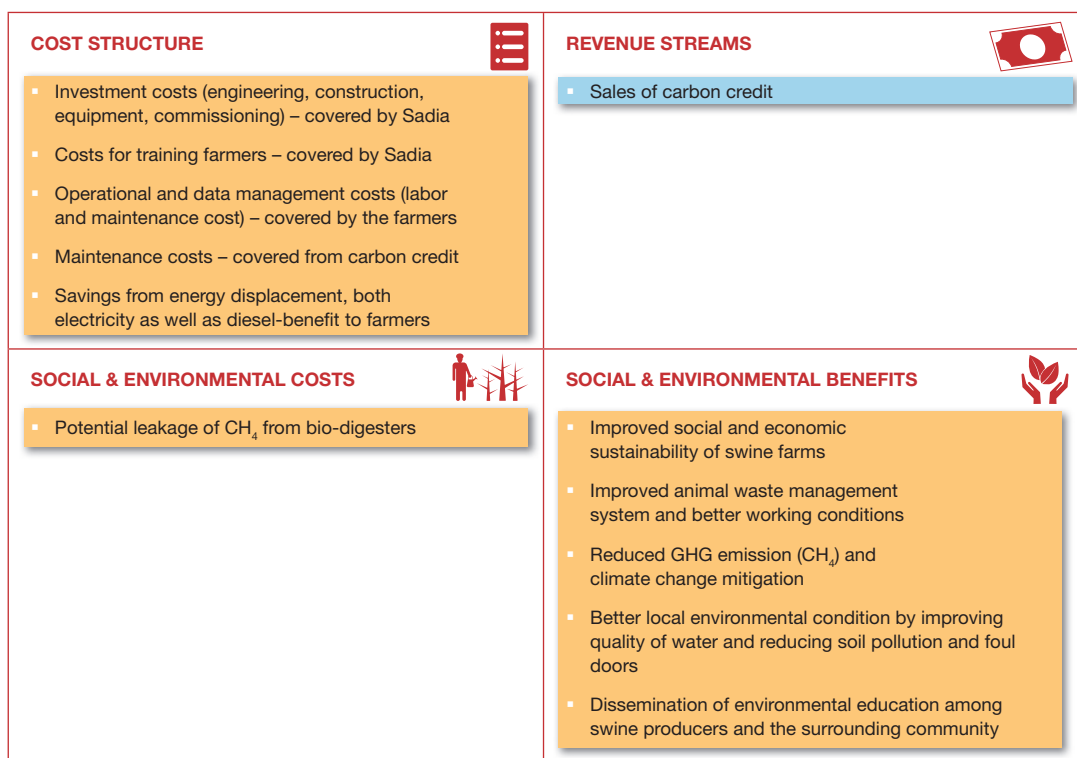 COST STRUCTURE
▪ Investment costs (engineering, construction,
equipment, commissioning) – covered by Sadia
▪ Costs for training farmers – covered by Sadia
▪ Operational and data management costs (labor
and maintenance cost) – covered by the farmers
▪ Maintenance costs – covered from carbon credit
▪ Savings from energy displacement, both
electricity as well as diesel-benefit to farmers
REVENUE STREAMS
▪ Sales of carbon credit
SOCIAL & ENVIRONMENTAL COSTS
▪ Potential leakage of CH₄ from bio-digesters
SOCIAL & ENVIRONMENTAL BENEFITS
▪ Improved social and economic
sustainability of swine farms
▪ Improved animal waste management
system and better working conditions
▪ Reduced GHG emission (CH₄) and
climate change mitigation
▪ Better local environmental condition by improving
quality of water and reducing soil pollution and foul
doors
▪ Dissemination of environmental education among
swine producers and the surrounding community